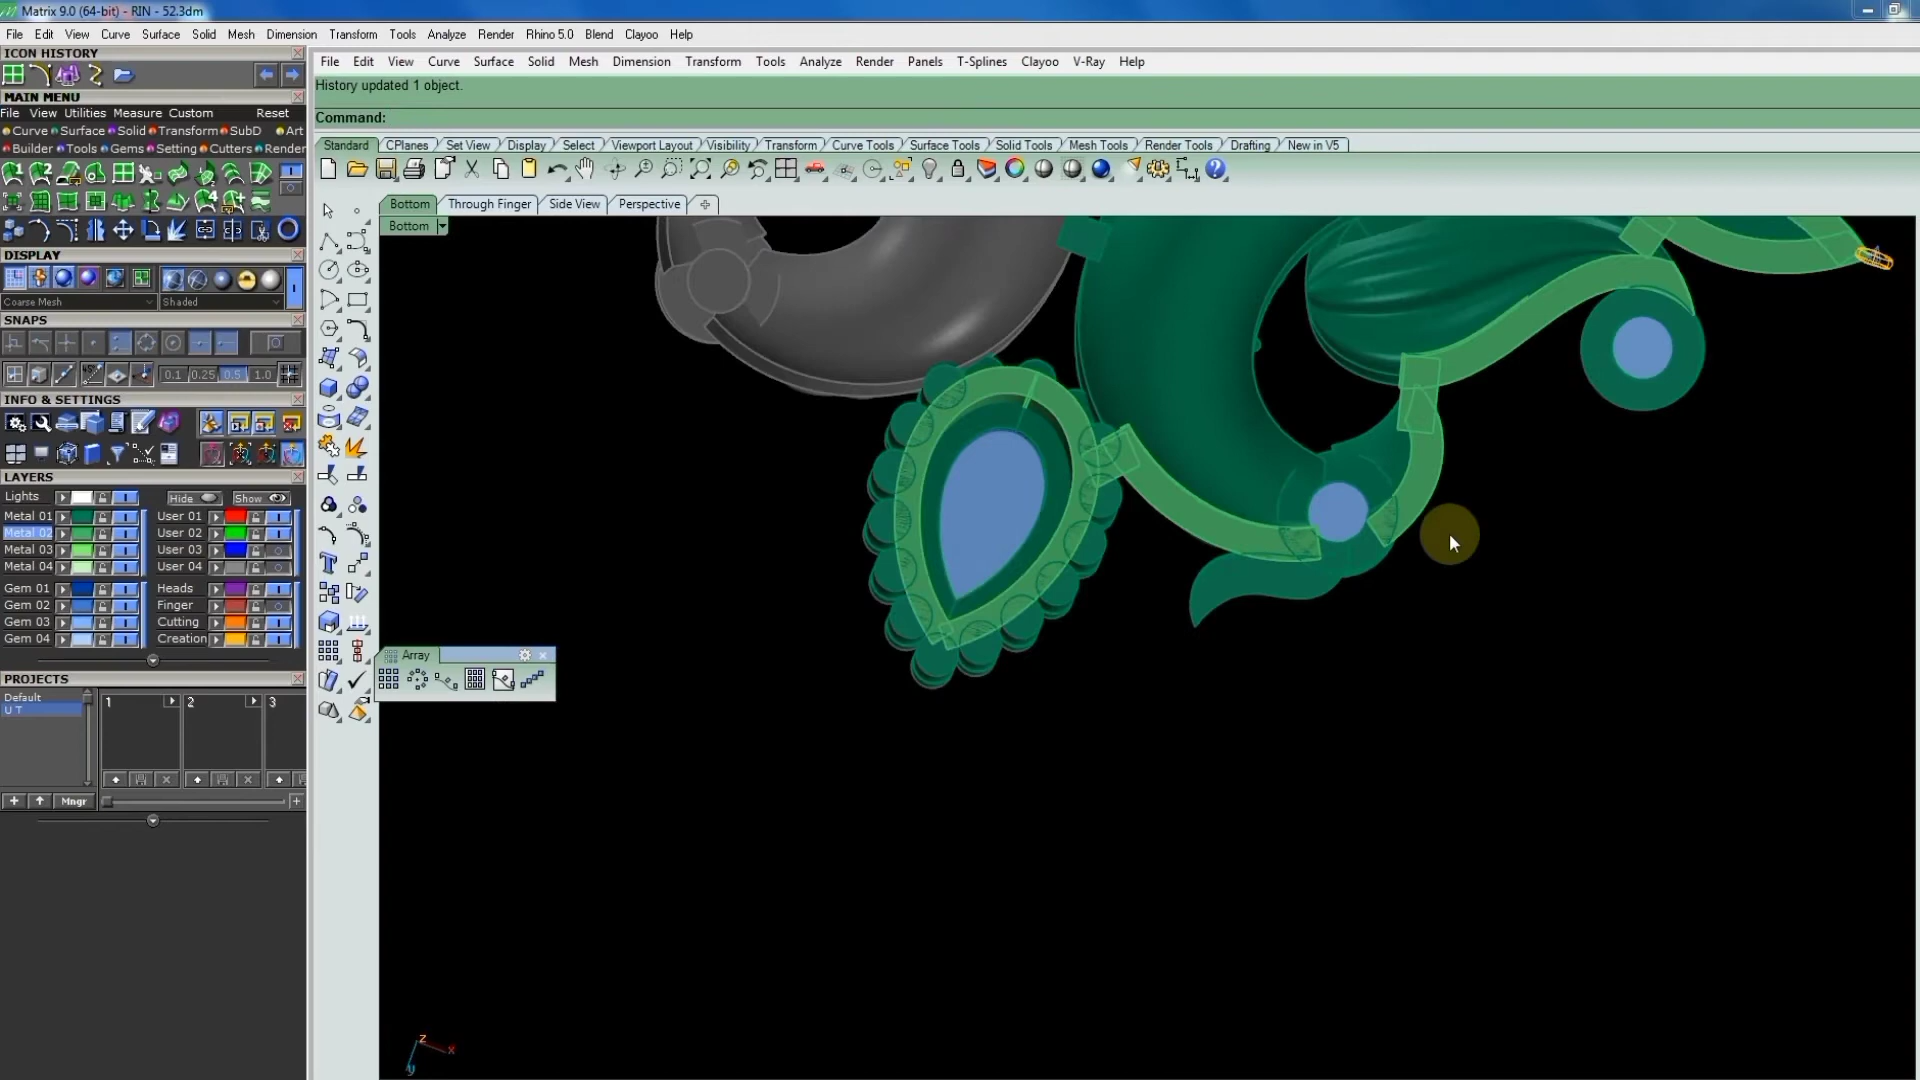 Matrix 9.0 (64-bit) - RIN - 52.3dm
File Edit View Curve Surface Solid Mesh Dimension Transform Tools Analyze Render Rhino 5.0 Blend Clayoo Help
ICON HISTORY
MAIN MENU
File View Utilities Measure Custom Reset
Curve Surface Solid Transform SubD Art
Builder Tools Gems Setting Cutters Render
DISPLAY
Coarse Mesh Shaded
SNAPS
0.1 0.25 0.5 1.0
INFO & SETTINGS
LAYERS
Lights Hide Show
Metal 01 User 01
Metal 02 User 02
Metal 03 User 03
Metal 04 User 04
Gem 01 Heads
Gem 02 Finger
Gem 03 Cutting
Gem 04 Creation
PROJECTS
Default
U T
1 2 3
Mngr
File Edit View Curve Surface Solid Mesh Dimension Transform Tools Analyze Render Panels T-Splines Clayoo V-Ray Help
History updated 1 object.
Command:
Standard CPlanes Set View Display Select Viewport Layout Visibility Transform Curve Tools Surface Tools Solid Tools Mesh Tools Render Tools Drafting New in V5
Bottom Through Finger Side View Perspective
Bottom
Array
z
x
y